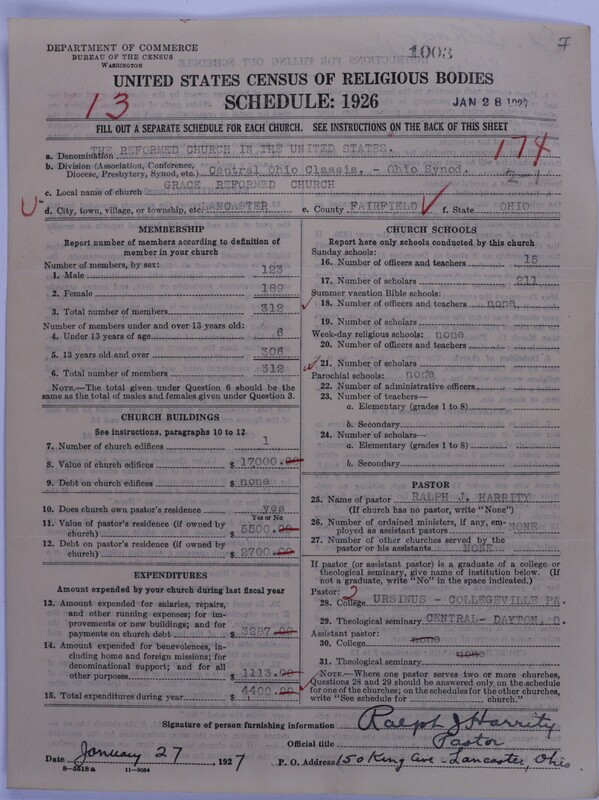 DEPARTMENT OF COMMERCE
BUREAU OF THE CENSUS
WASHINGTON
1003
7
UNITED STATES CENSUS OF RELIGIOUS BODIES
SCHEDULE: 1926
JAN 28 1927
13
FILL OUT A SEPARATE SCHEDULE FOR EACH CHURCH. SEE INSTRUCTIONS ON THE BACK OF THIS SHEET
174
a. Denomination THE REFORMED CHURCH IN THE UNITED STATES.
b. Division (Association, Conference, Diocese, Presbytery, Synod, etc.) Central Ohio Classis, - Ohio Synod.
2-1
c. Local name of church GRACE REFORMED CHURCH
d. City, town, village, or township, etc. LANCASTER e. County FAIRFIELD f. State OHIO
MEMBERSHIP
Report number of members according to definition of
member in your church
Number of members, by sex:
1. Male 123
2. Female 189
3. Total number of members 312
Number of members under and over 13 years old:
4. Under 13 years of age 6
5. 13 years old and over 306
6. Total number of members 312
NOTE.—The total given under Question 6 should be the
same as the total of males and females given under Question 3.
CHURCH BUILDINGS
See instructions, paragraphs 10 to 12
7. Number of church edifices 1
8. Value of church edifices $ 17000.00
9. Debt on church edifices $ none
10. Does church own pastor's residence yes
Yes or No
11. Value of pastor's residence (if owned by
church) $ 5500.00
12. Debt on pastor's residence (if owned by
church) $ 2700.00
EXPENDITURES
Amount expended by your church during last fiscal year
13. Amount expended for salaries, repairs,
and other running expenses; for im-
provements or new buildings; and for
payments on church debt $ 3287.00
14. Amount expended for benevolences, in-
cluding home and foreign missions; for
denominational support; and for all
other purposes $ 1113.00
15. Total expenditures during year $ 4400.00
CHURCH SCHOOLS
Report here only schools conducted by this church
Sunday schools:
16. Number of officers and teachers 15
17. Number of scholars 211
Summer vacation Bible schools:
18. Number of officers and teachers none
19. Number of scholars
Week-day religious schools: none
20. Number of officers and teachers
21. Number of scholars
Parochial schools: none
22. Number of administrative officers
23. Number of teachers—
a. Elementary (grades 1 to 8)
b. Secondary
24. Number of scholars—
a. Elementary (grades 1 to 8)
b. Secondary
PASTOR
25. Name of pastor RALPH J. HARRITY
(If church has no pastor, write "None")
26. Number of ordained ministers, if any, em-
ployed as assistant pastors NONE
27. Number of other churches served by the
pastor or his assistants NONE
If pastor (or assistant pastor) is a graduate of a college or
theological seminary, give name of institution below. (If
not a graduate, write "No" in the space indicated.)
Pastor: 2
28. College URSINUS - COLLEGEVILLE PA.
29. Theological seminary CENTRAL- DAYTON, O.
Assistant pastor:
30. College none
31. Theological seminary none
NOTE.—Where one pastor serves two or more churches,
Questions 28 and 29 should be answered only on the schedule
for one of the churches; on the schedules for the other churches,
write "See schedule for church."
Signature of person furnishing information Ralph J Harrity
Official title Pastor
Date January 27, 1927
P. O. Address 150 King Ave - Lancaster, Ohio
8-5518a 11-9084